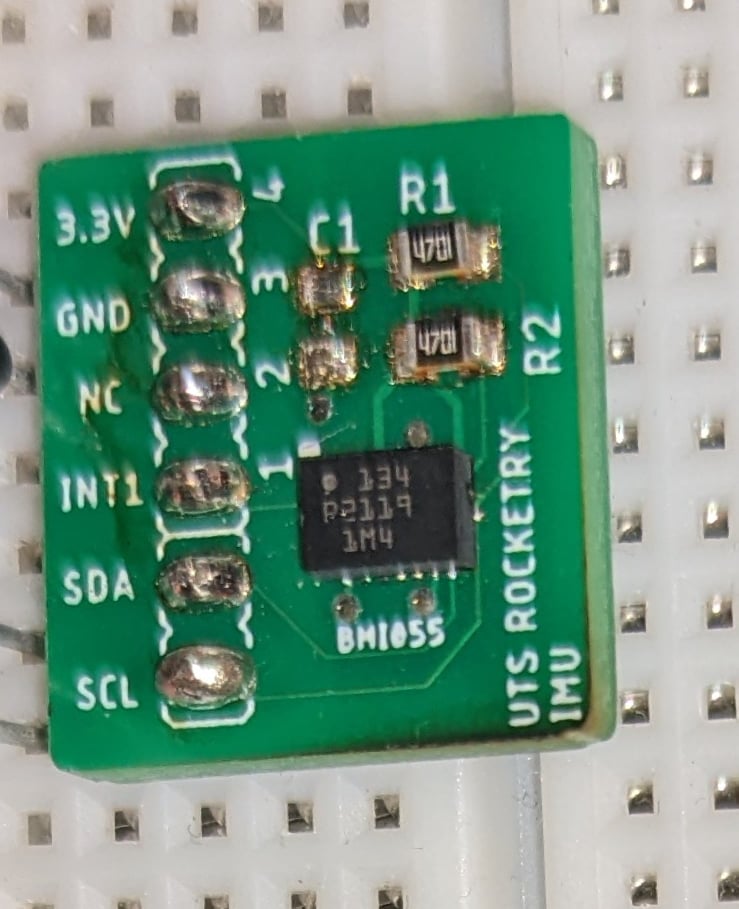 3.3V
GND
NC
INT1
SDA
SCL
4
3
2
1
C1
R1
4701
4701
R2
134
P2119
1M4
BMI055
UTS ROCKETRY
IMU